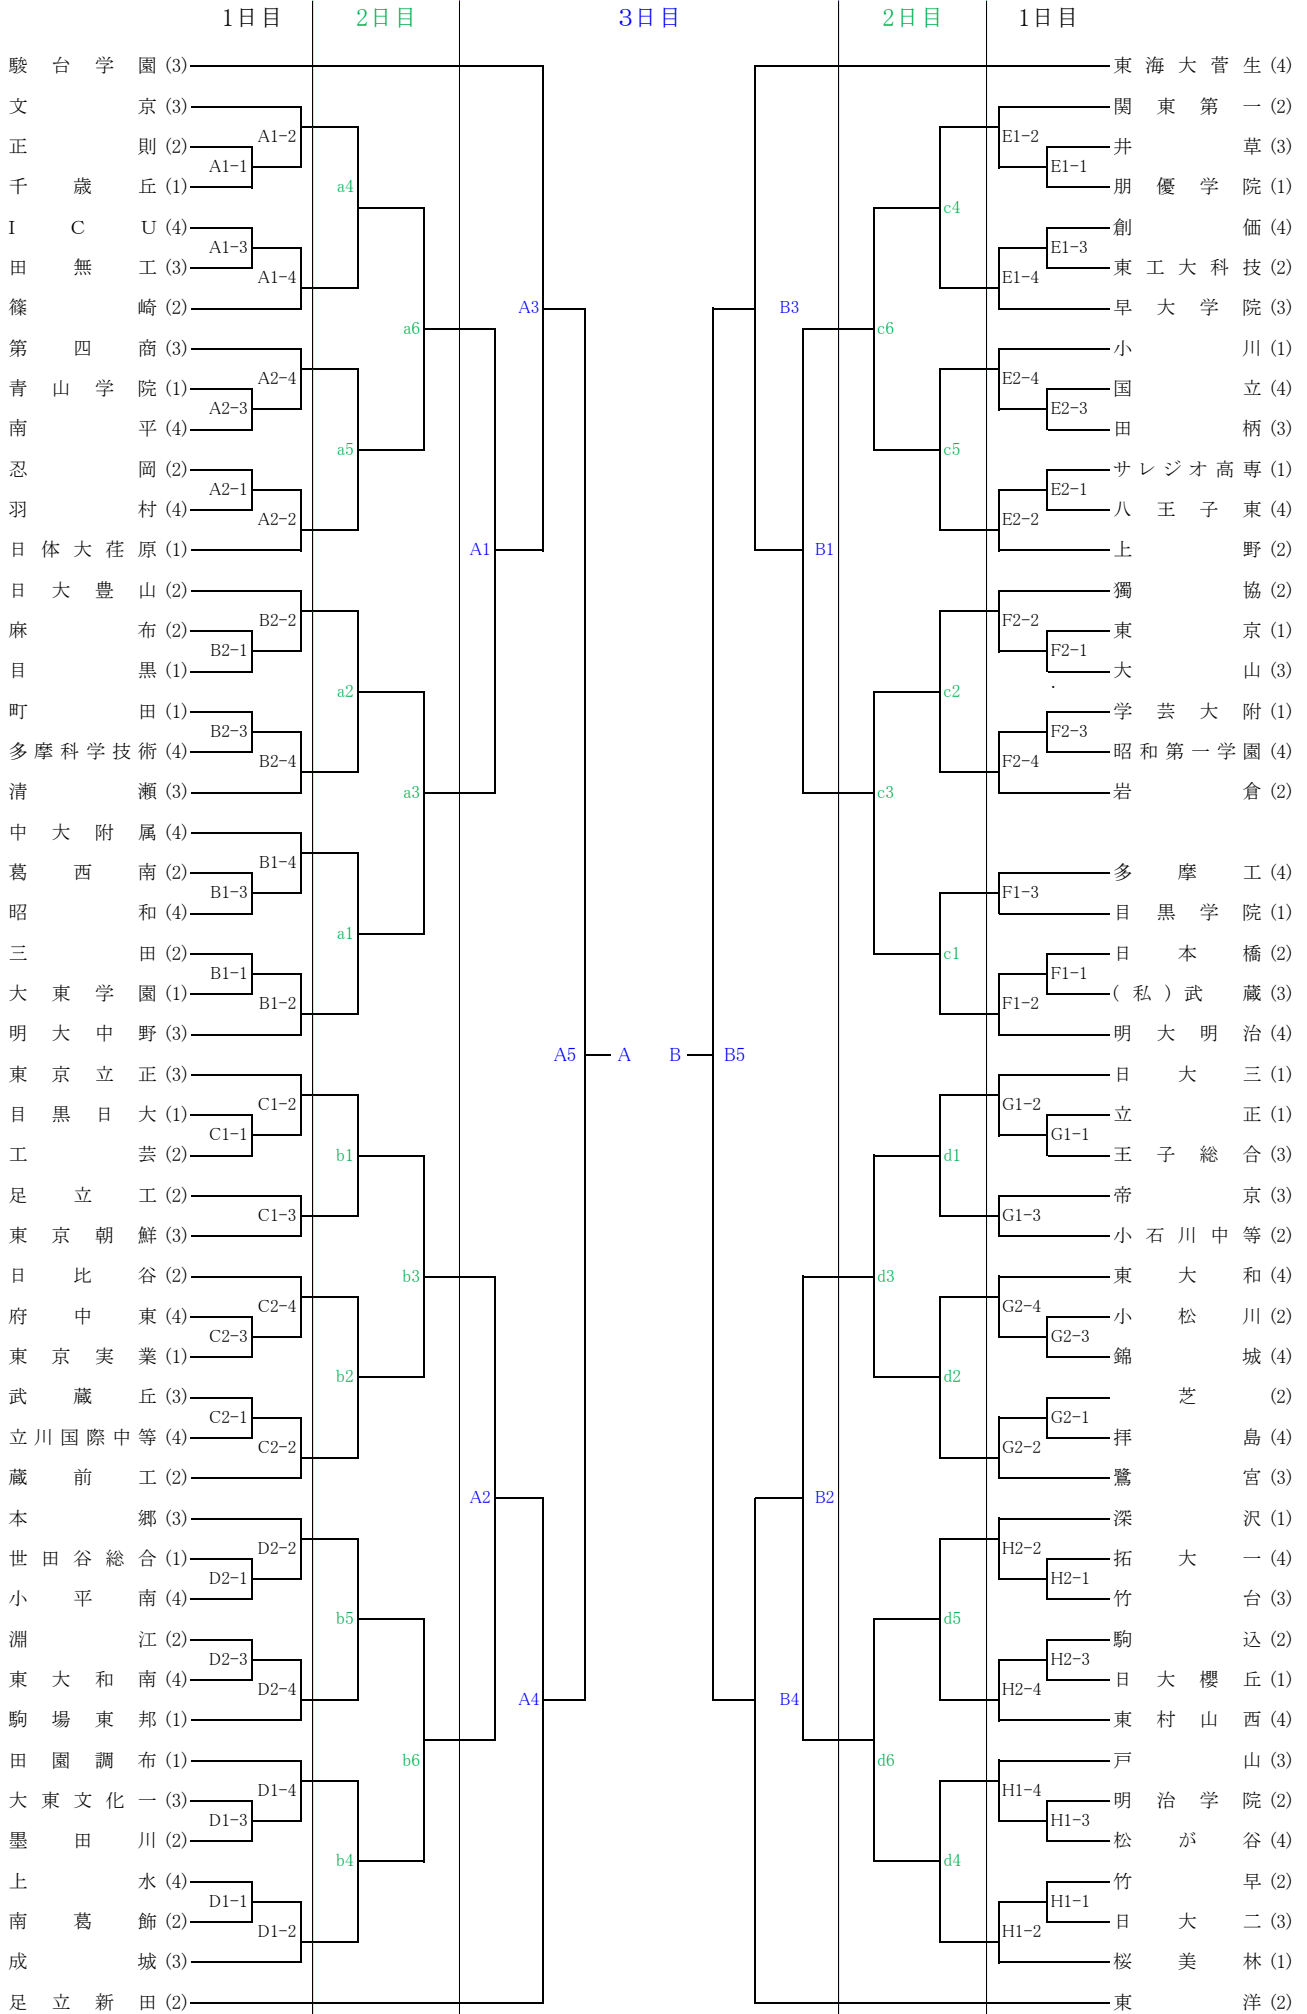 1日目 2日目 3日目 2日目 1日目
駿台学園 (3) 東海大菅生 (4)
文京 (3) 関東第一 (2)
A1-2 E1-2
正則 (2) 井草 (3)
A1-1 E1-1
千歳丘 (1) a4 朋優学院 (1)
c4
ICU (4) 創価 (4)
A1-3 E1-3
田無工 (3) 東工大科技 (2)
A1-4 E1-4
篠崎 (2) A3 B3 早大学院 (3)
a6 c6
第四商 (3) 小川 (1)
A2-4 E2-4
青山学院 (1) 国立 (4)
A2-3 E2-3
南平 (4) 田柄 (3)
a5 c5
忍岡 (2) サレジオ高専 (1)
A2-1 E2-1
羽村 (4) 八王子東 (4)
A2-2 E2-2
日体大荏原 (1) A1 B1 上野 (2)
日大豊山 (2) 獨協 (2)
B2-2 F2-2
麻布 (2) 東京 (1)
B2-1 F2-1
目黒 (1) 大山 (3)
a2 c2 .
町田 (1) 学芸大附 (1)
B2-3 F2-3
多摩科学技術 (4) 昭和第一学園 (4)
B2-4 F2-4
清瀬 (3) a3 c3 岩倉 (2)
中大附属 (4)
B1-4
葛西南 (2) 多摩工 (4)
B1-3 F1-3
昭和 (4) 目黒学院 (1)
a1 c1
三田 (2) 日本橋 (2)
B1-1 F1-1
大東学園 (1) (私)武蔵 (3)
B1-2 F1-2
明大中野 (3) 明大明治 (4)
A5 A B B5
東京立正 (3) 日大三 (1)
C1-2 G1-2
目黒日大 (1) 立正 (1)
C1-1 G1-1
工芸 (2) b1 d1 王子総合 (3)
足立工 (2) 帝京 (3)
C1-3 G1-3
東京朝鮮 (3) 小石川中等 (2)
日比谷 (2) b3 d3 東大和 (4)
C2-4 G2-4
府中東 (4) 小松川 (2)
C2-3 G2-3
東京実業 (1) 錦城 (4)
b2 d2
武蔵丘 (3) 芝 (2)
C2-1 G2-1
立川国際中等 (4) 拝島 (4)
C2-2 G2-2
蔵前工 (2) 鷺宮 (3)
A2 B2
本郷 (3) 深沢 (1)
D2-2 H2-2
世田谷総合 (1) 拓大一 (4)
D2-1 H2-1
小平南 (4) 竹台 (3)
b5 d5
淵江 (2) 駒込 (2)
D2-3 H2-3
東大和南 (4) 日大櫻丘 (1)
D2-4 A4 B4 H2-4
駒場東邦 (1) 東村山西 (4)
田園調布 (1) b6 d6 戸山 (3)
D1-4 H1-4
大東文化一 (3) 明治学院 (2)
D1-3 H1-3
墨田川 (2) 松が谷 (4)
b4 d4
上水 (4) 竹早 (2)
D1-1 H1-1
南葛飾 (2) 日大二 (3)
D1-2 H1-2
成城 (3) 桜美林 (1)
足立新田 (2) 東洋 (2)